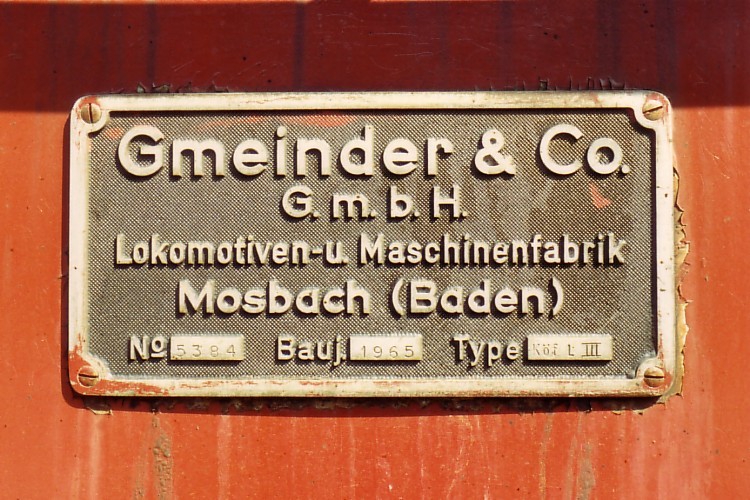 Gmeinder & Co.
G. m. b. H.
Lokomotiven-u. Maschinenfabrik
Mosbach (Baden)
No 5384 Bauj. 1965 Type Köf t III